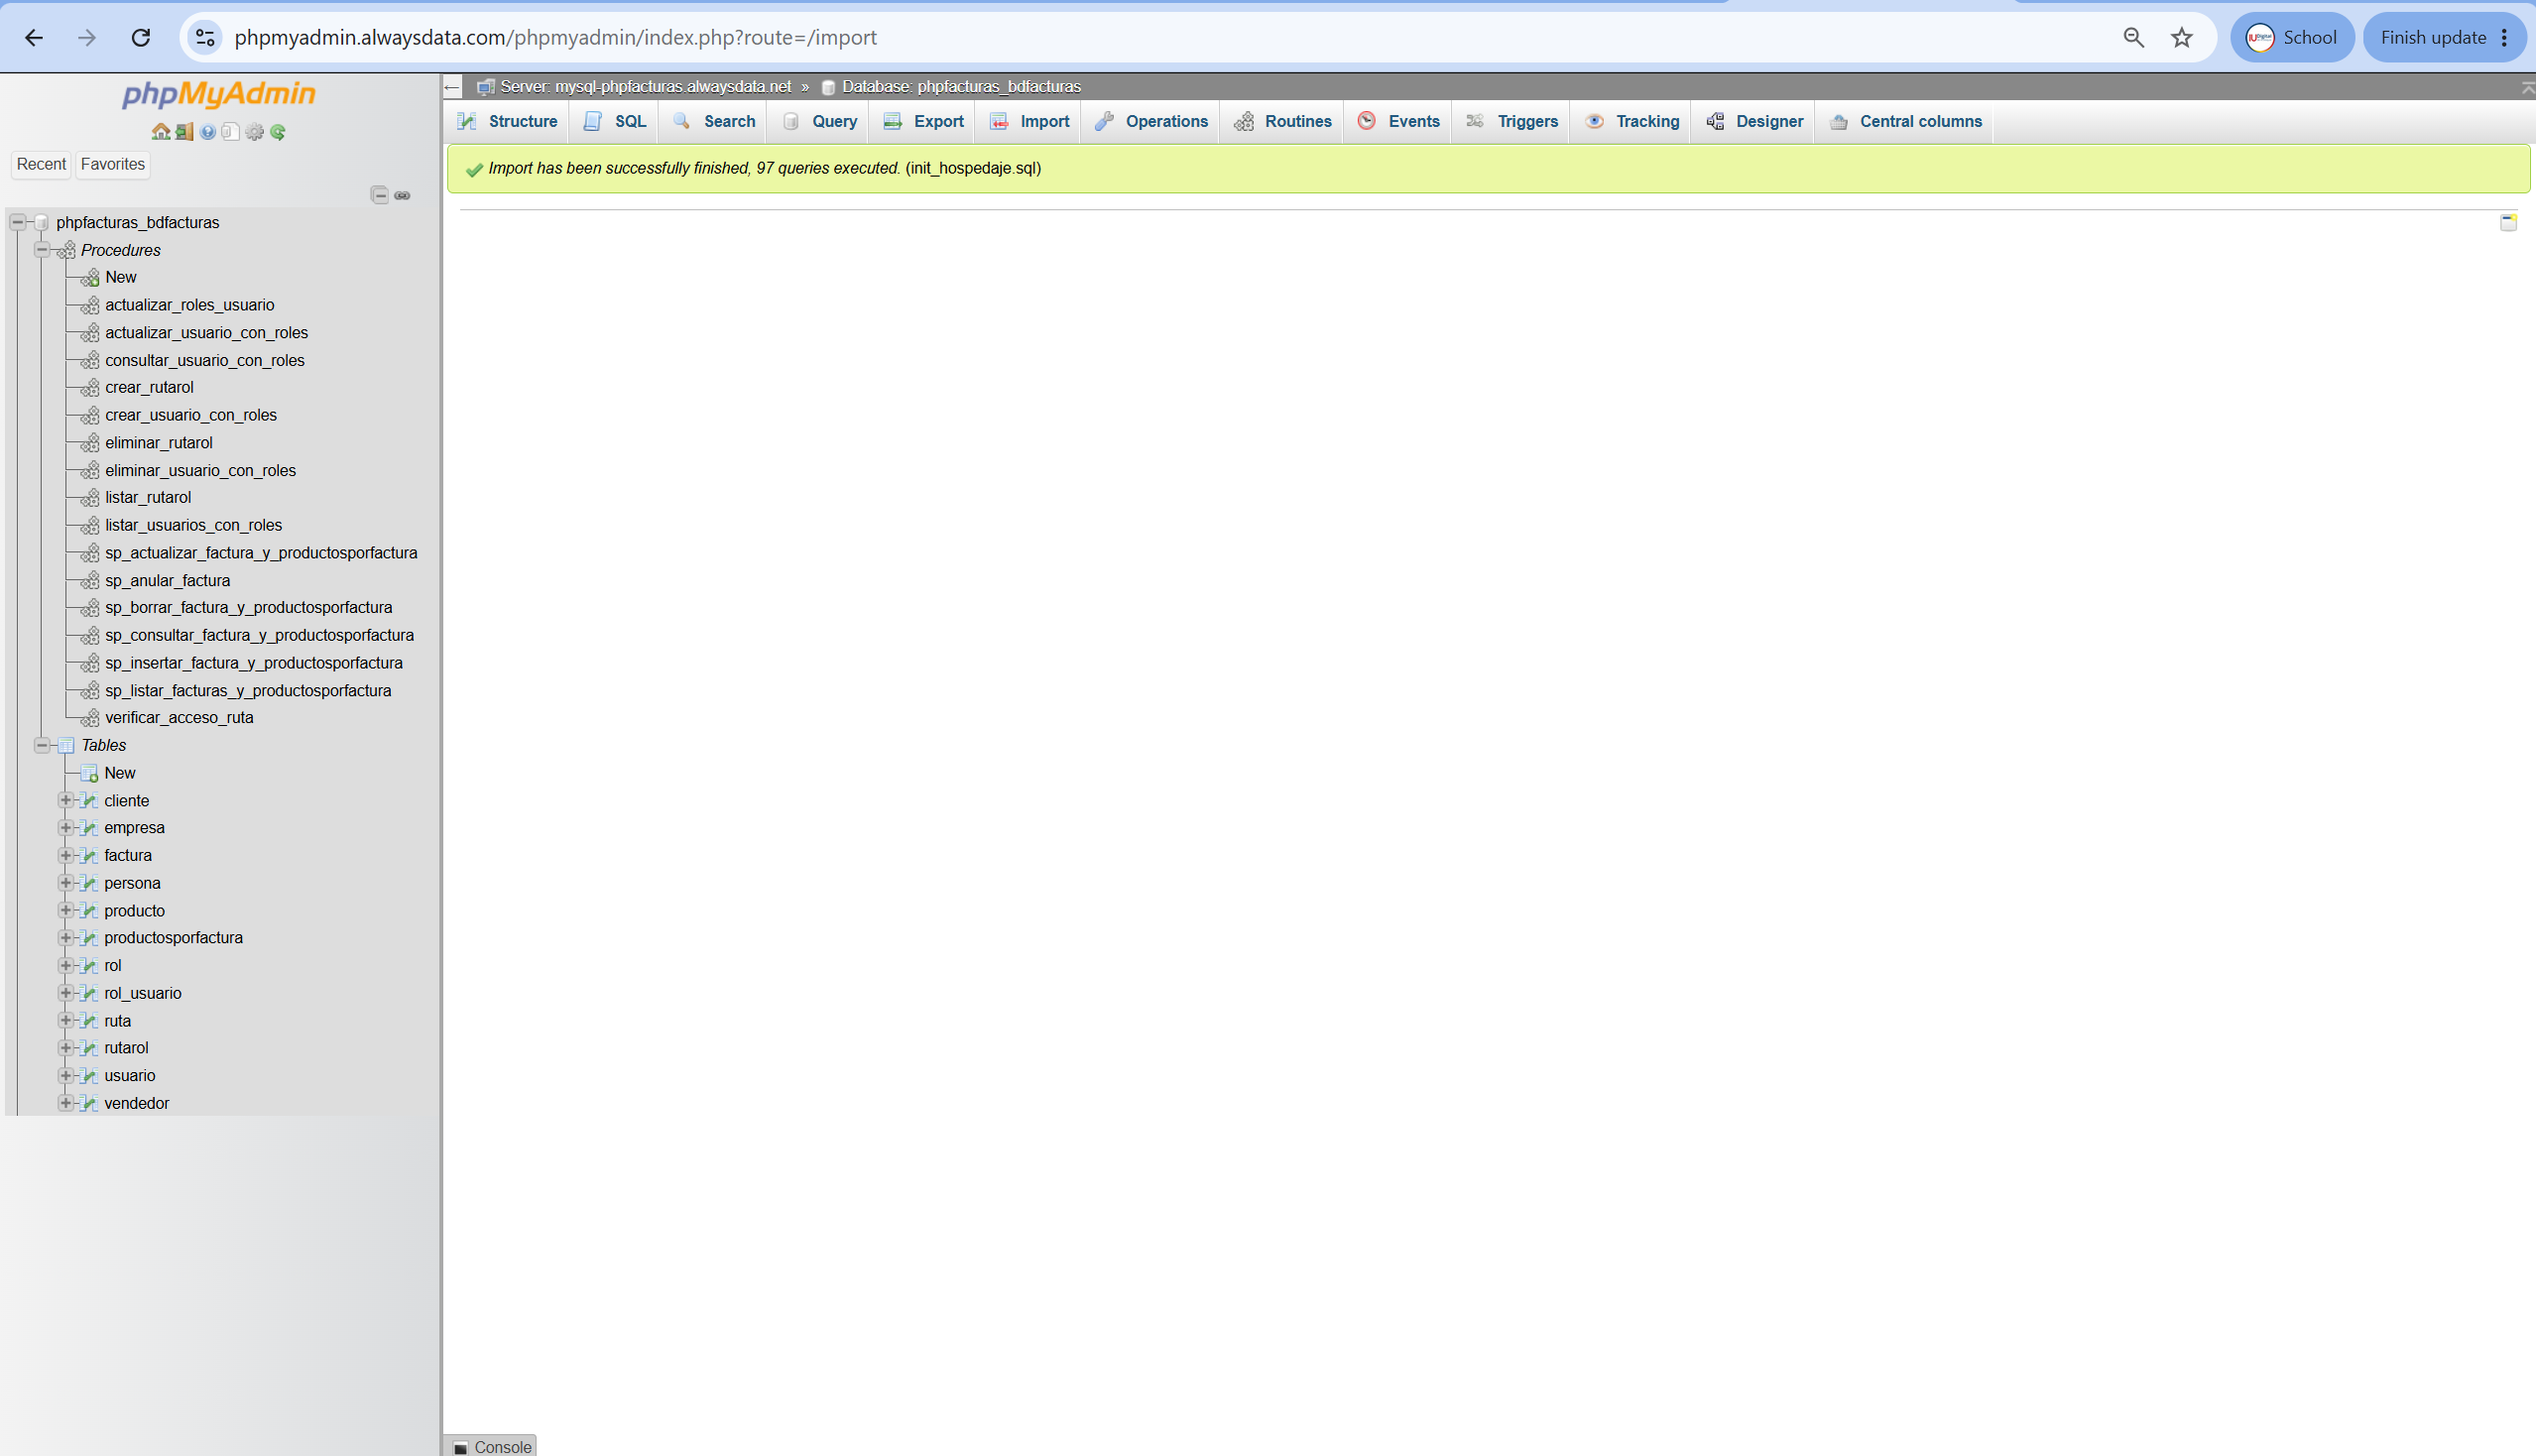 phpmyadmin.alwaysdata.com/phpmyadmin/index.php?route=/import
School
Finish update
phpMyAdmin
Recent Favorites
phpfacturas_bdfacturas
Procedures
New
actualizar_roles_usuario
actualizar_usuario_con_roles
consultar_usuario_con_roles
crear_rutarol
crear_usuario_con_roles
eliminar_rutarol
eliminar_usuario_con_roles
listar_rutarol
listar_usuarios_con_roles
sp_actualizar_factura_y_productosporfactura
sp_anular_factura
sp_borrar_factura_y_productosporfactura
sp_consultar_factura_y_productosporfactura
sp_insertar_factura_y_productosporfactura
sp_listar_facturas_y_productosporfactura
verificar_acceso_ruta
Tables
New
cliente
empresa
factura
persona
producto
productosporfactura
rol
rol_usuario
ruta
rutarol
usuario
vendedor
Server: mysql-phpfacturas.alwaysdata.net » Database: phpfacturas_bdfacturas
Structure SQL Search Query Export Import Operations Routines Events Triggers Tracking Designer Central columns
Import has been successfully finished, 97 queries executed. (init_hospedaje.sql)
Console